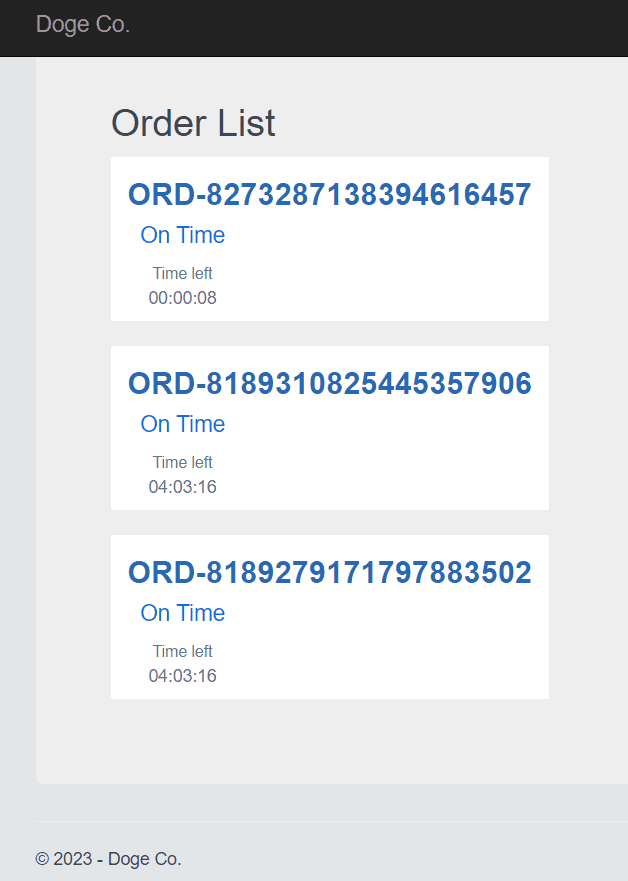 Doge Co.
Order List
ORD-8273287138394616457
On Time
Time left
00:00:08
ORD-8189310825445357906
On Time
Time left
04:03:16
ORD-8189279171797883502
On Time
Time left
04:03:16
© 2023 - Doge Co.